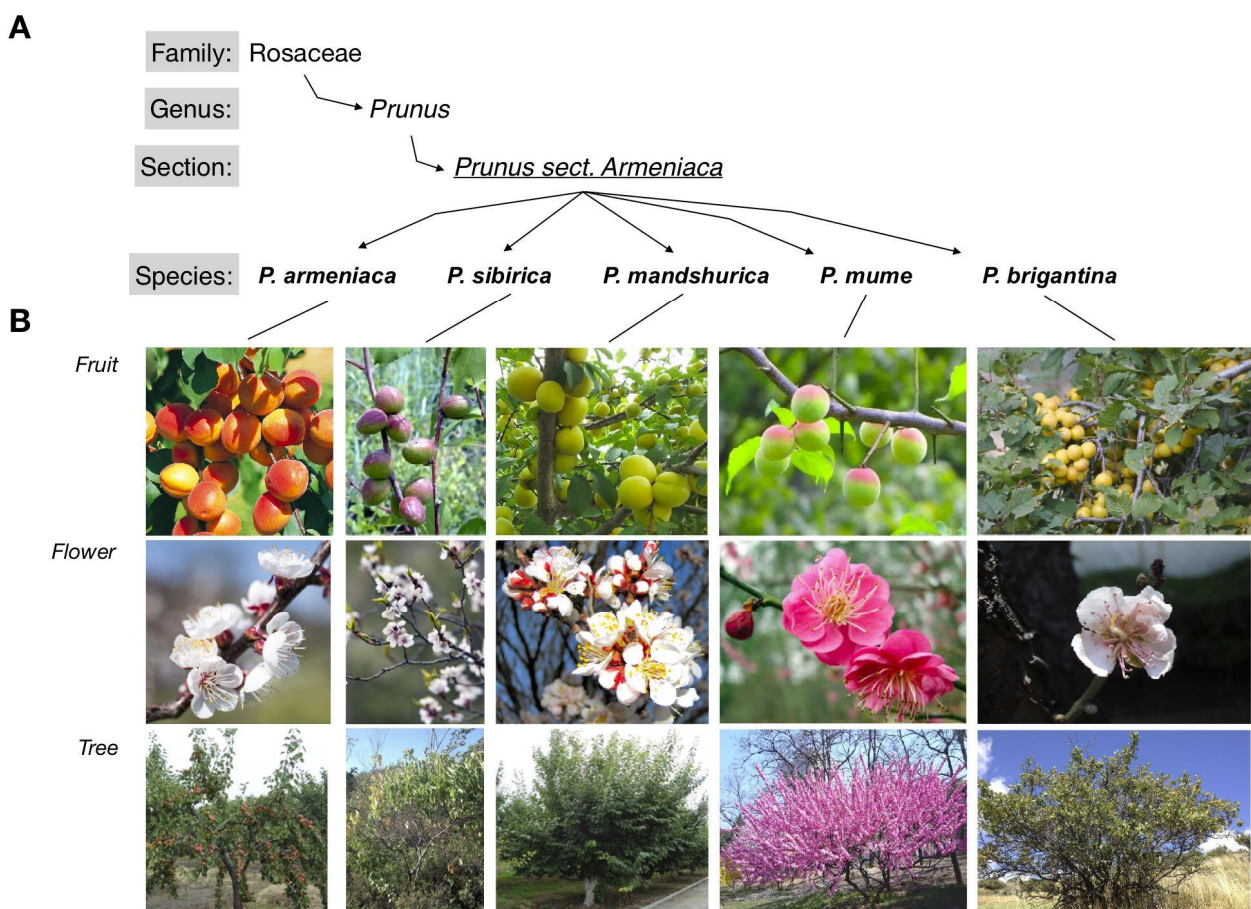 A
Family: Rosaceae
Genus: Prunus
Section: Prunus sect. Armeniaca
Species: P. armeniaca P. sibirica P. mandshurica P. mume P. brigantina
B
Fruit
Flower
Tree